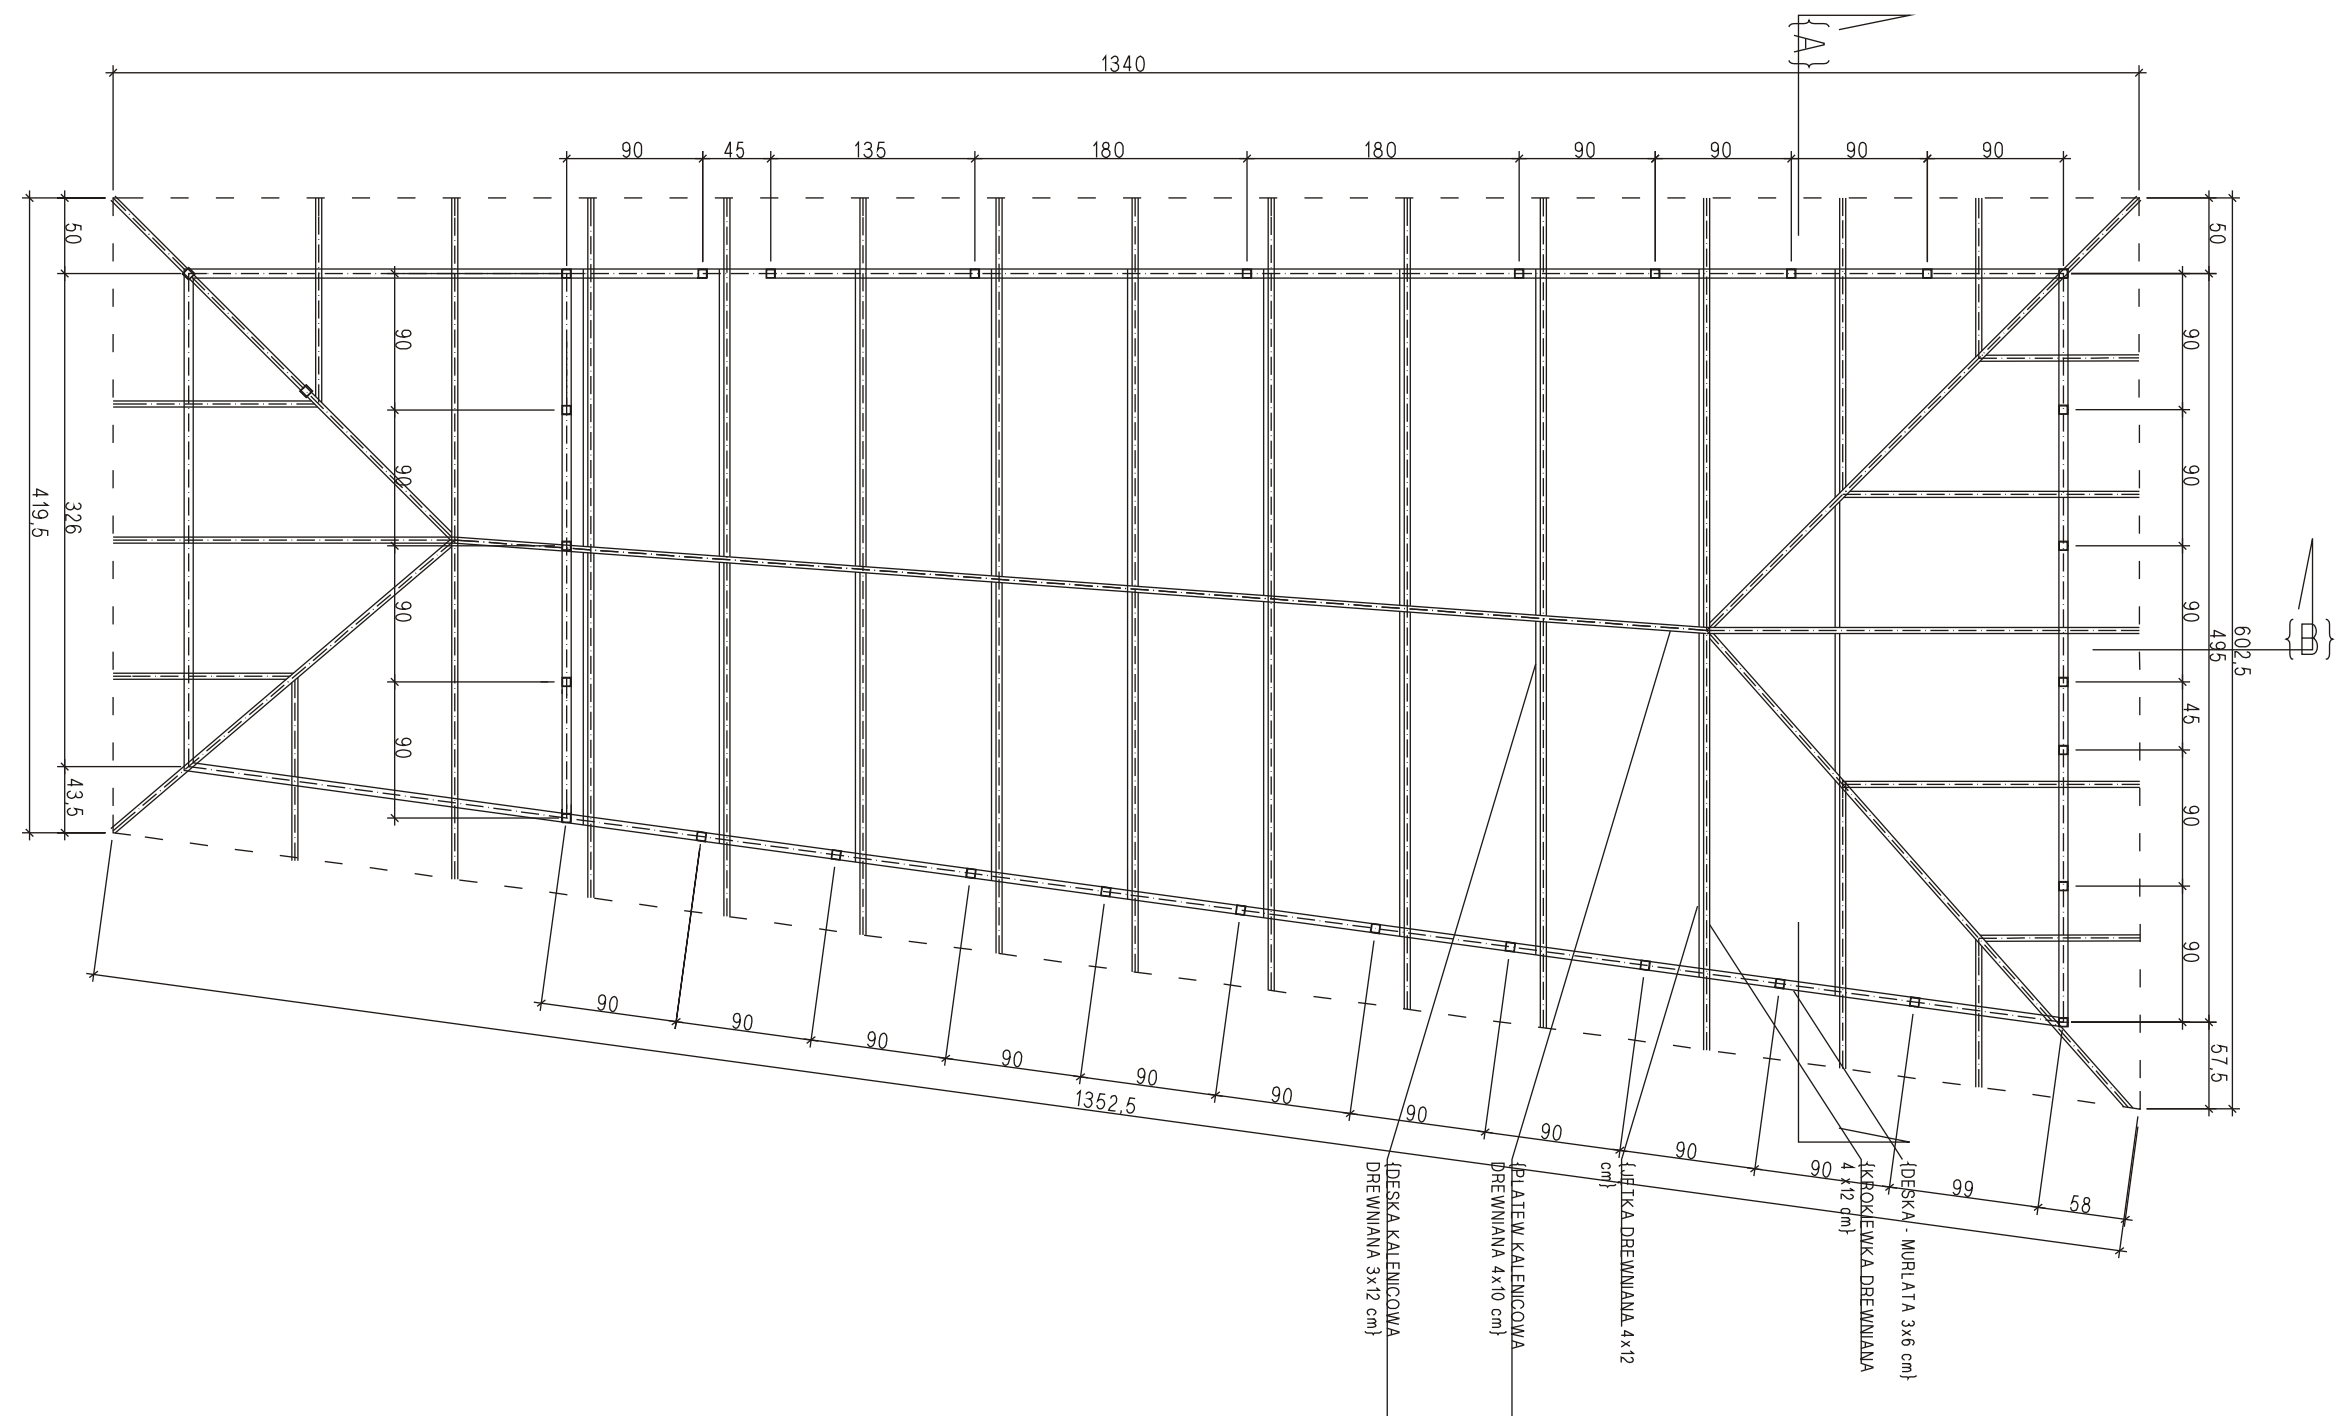 {A}
1340
90 45 135 180 180 90 90 90 90
50
326
43,5
419,5
90
90
90
90
50
495
57,5
602,5
90
90
90
45
90
90
{B}
90 90 90 90 90 90 90 90 90 90 99 58
1352,5
{DESKA KALENICOWA
DREWNIANA 3x12 cm}
{PLATEW KALENICOWA
DREWNIANA 4x10 cm}
{JETKA DREWNIANA 4x12
cm}
{KROKIEWKA DREWNIANA
4 x12 cm}
{DESKA - MURLATA 3x6 cm}